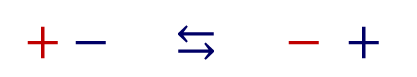 + − ⇆ − +